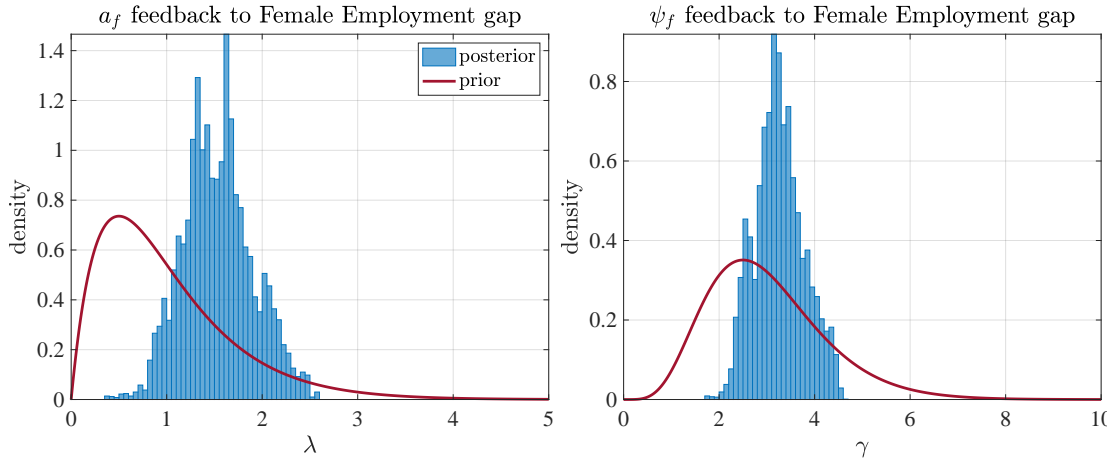 a_f feedback to Female Employment gap
posterior
prior
density
1.4
1.2
1
0.8
0.6
0.4
0.2
0
0 1 2 3 4 5
λ
ψ_f feedback to Female Employment gap
density
0.8
0.6
0.4
0.2
0
0 2 4 6 8 10
γ